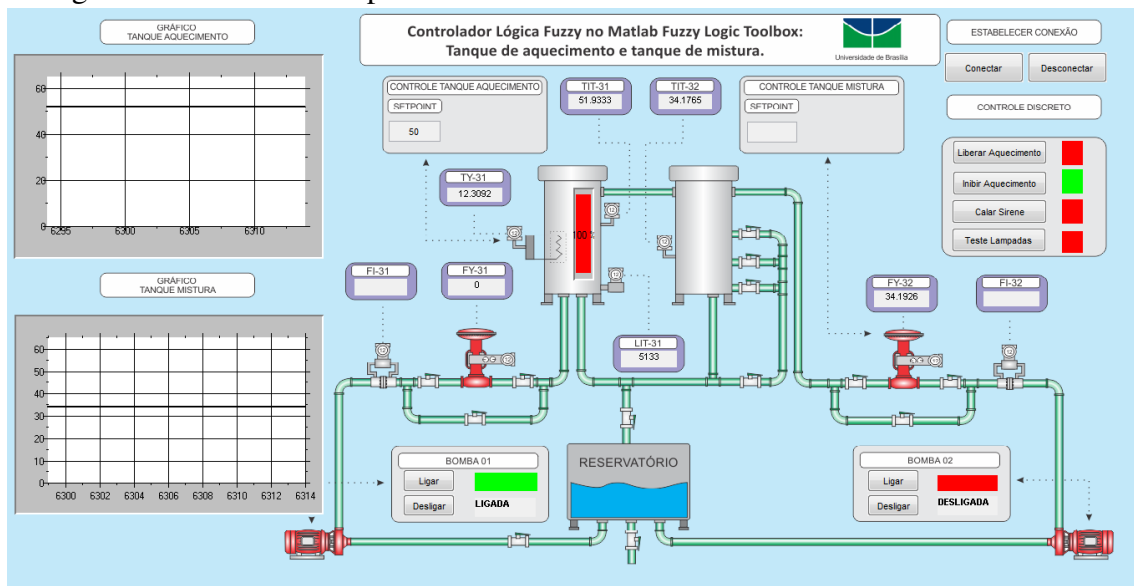 GRÁFICO
TANQUE AQUECIMENTO
60
40
20
0
6295 6300 6305 6310
GRÁFICO
TANQUE MISTURA
60
50
40
30
20
10
0
6300 6302 6304 6306 6308 6310 6312 6314
Controlador Lógica Fuzzy no Matlab Fuzzy Logic Toolbox:
Tanque de aquecimento e tanque de mistura.
Universidade de Brasília
ESTABELECER CONEXÃO
Conectar Desconectar
CONTROLE DISCRETO
Liberar Aquecimento
Inibir Aquecimento
Calar Sirene
Teste Lampadas
CONTROLE TANQUE AQUECIMENTO
SETPOINT
50
TIT-31
51.9333
TIT-32
34.1765
CONTROLE TANQUE MISTURA
SETPOINT
TY-31
12.3092
100 %
FI-31
FY-31
0
LIT-31
5133
FY-32
34.1926
FI-32
BOMBA 01
Ligar
Desligar LIGADA
RESERVATÓRIO
BOMBA 02
Ligar
Desligar DESLIGADA